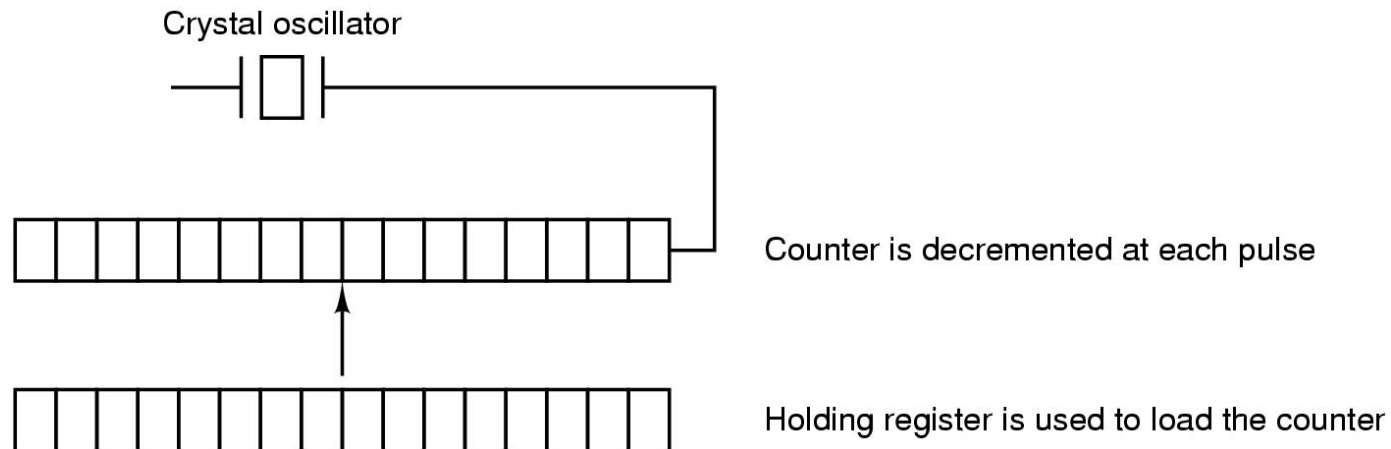 Crystal oscillator
Counter is decremented at each pulse
Holding register is used to load the counter